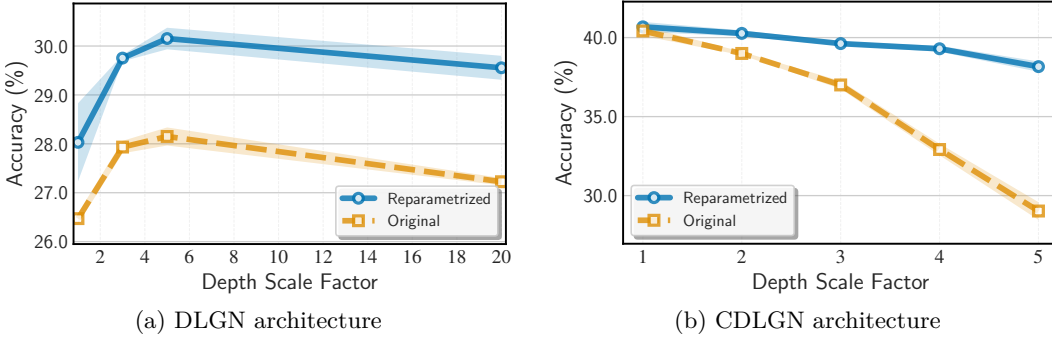 30.0
29.0
28.0
27.0
26.0
Accuracy (%)
Reparametrized
Original
2 4 6 8 10 12 14 16 18 20
Depth Scale Factor
(a) DLGN architecture
40.0
35.0
30.0
Accuracy (%)
Reparametrized
Original
1 2 3 4 5
Depth Scale Factor
(b) CDLGN architecture